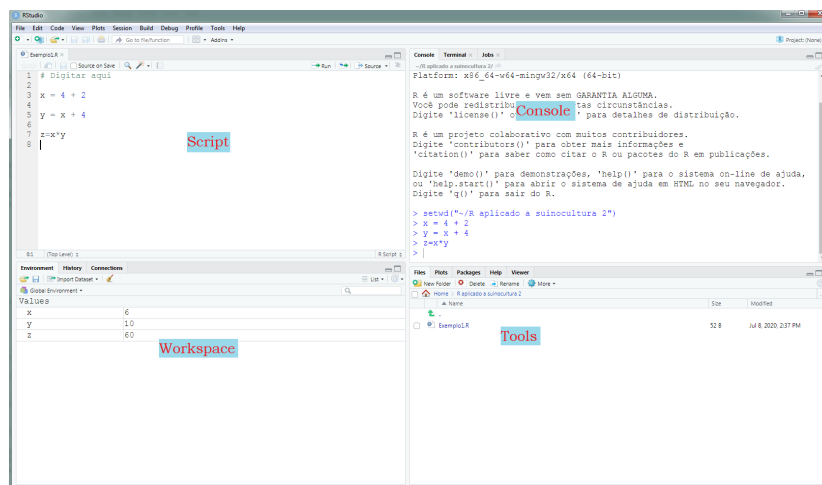 RStudio
File Edit Code View Plots Session Build Debug Profile Tools Help
Go to file/function Addins
Project: (None)
Exemplo1.R
Source on Save Run Source
1 # Digitar aqui
2
3 x = 4 + 2
4
5 y = x + 4
6
7 z=x*y
8
Script
8:1 (Top Level) R Script
Console Terminal Jobs
~/R aplicado a suinocultura 2/
Platform: x86_64-w64-mingw32/x64 (64-bit)
R é um software livre e vem sem GARANTIA ALGUMA.
Você pode redistribu tas circunstâncias.
Digite 'license()' o ' para detalhes de distribuição.
Console
R é um projeto colaborativo com muitos contribuidores.
Digite 'contributors()' para obter mais informações e
'citation()' para saber como citar o R ou pacotes do R em publicações.
Digite 'demo()' para demonstrações, 'help()' para o sistema on-line de ajuda,
ou 'help.start()' para abrir o sistema de ajuda em HTML no seu navegador.
Digite 'q()' para sair do R.
> setwd("~/R aplicado a suinocultura 2")
> x = 4 + 2
> y = x + 4
> z=x*y
>
Environment History Connections
Import Dataset List
Global Environment
Values
x 6
y 10
z 60
Workspace
Files Plots Packages Help Viewer
New Folder Delete Rename More
Home R aplicado a suinocultura 2
Name Size Modified
..
Exemplo1.R 52 B Jul 8, 2020, 2:37 PM
Tools